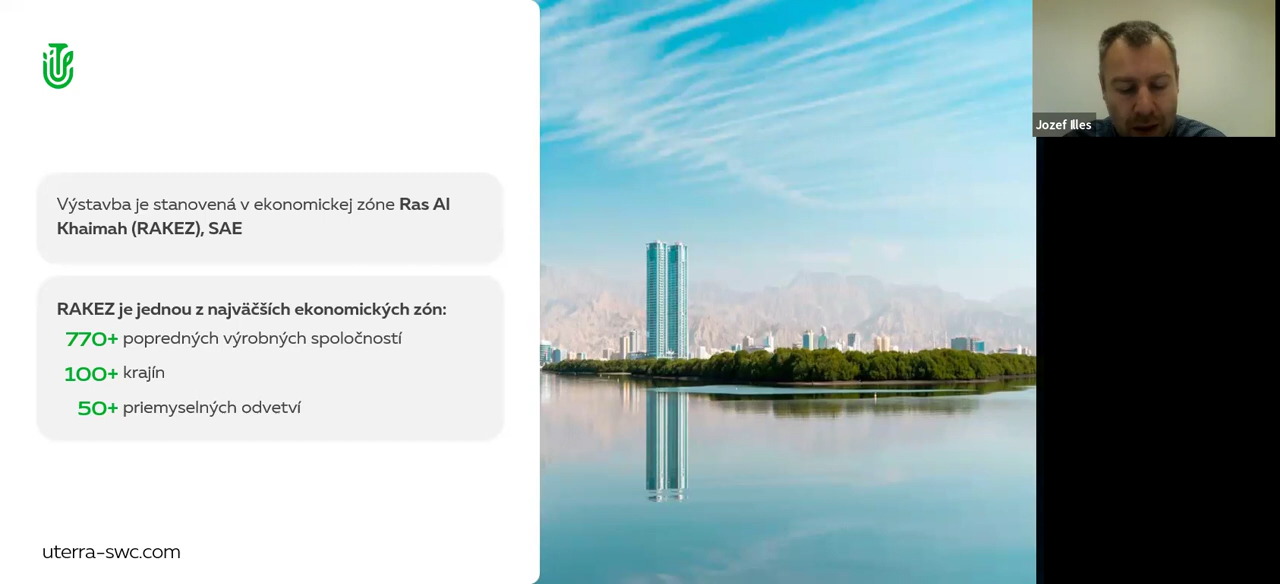 Výstavba je stanovená v ekonomickej zóne Ras Al
Khaimah (RAKEZ), SAE
RAKEZ je jednou z najväčších ekonomických zón:
770+ popredných výrobných spoločností
100+ krajín
50+ priemyselných odvetví
uterra-swc.com
Jozef Illes